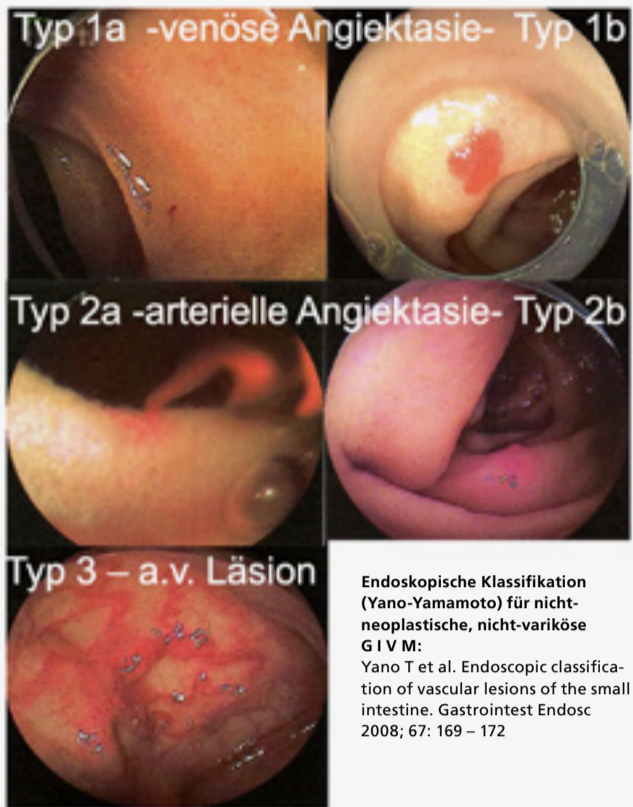 Typ 1a -venöse Angiektasie- Typ 1b
Typ 2a -arterielle Angiektasie- Typ 2b
Typ 3 – a.v. Läsion
Endoskopische Klassifikation
(Yano-Yamamoto) für nicht-
neoplastische, nicht-variköse
G I V M:
Yano T et al. Endoscopic classifica-
tion of vascular lesions of the small
intestine. Gastrointest Endosc
2008; 67: 169 – 172